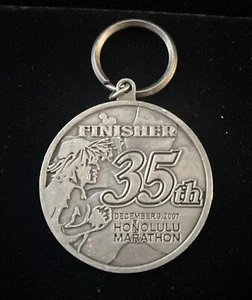 FINISHER
35th
DECEMBER 9, 2007
HONOLULU
MARATHON